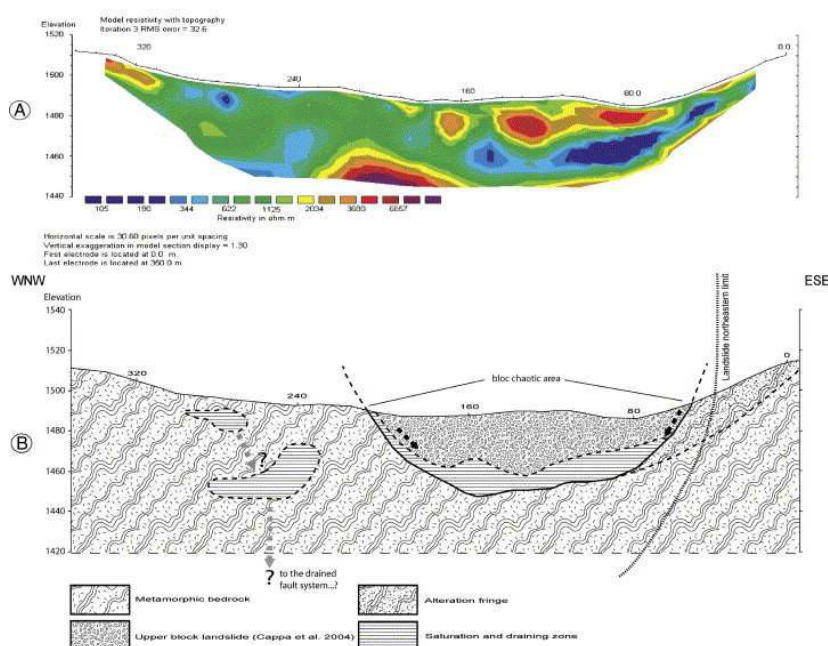 Model resistivity with topography
Elevation Iteration 3 RMS error = 32.6
1520
320
0.0
240
1500
160
80.0
A
1480
1460
1440
105 190 344 622 1125 2034 3680 6657
Resistivity in ohm.m
Horizontal scale is 30.60 pixels per unit spacing
Vertical exaggeration in model section display = 1.30
First electrode is located at 0.0 m.
Last electrode is located at 360.0 m.
WNW
ESE
Elevation
1540
Landslide northeastern limit
1520
0
320
bloc chaotic area
1500
240
160
80
1480
B
?
1460
1440
1420
? to the drained
fault system...?
Metamorphic bedrock
Alteration fringe
Upper block landslide (Cappa et al. 2004)
Saturation and draining zone